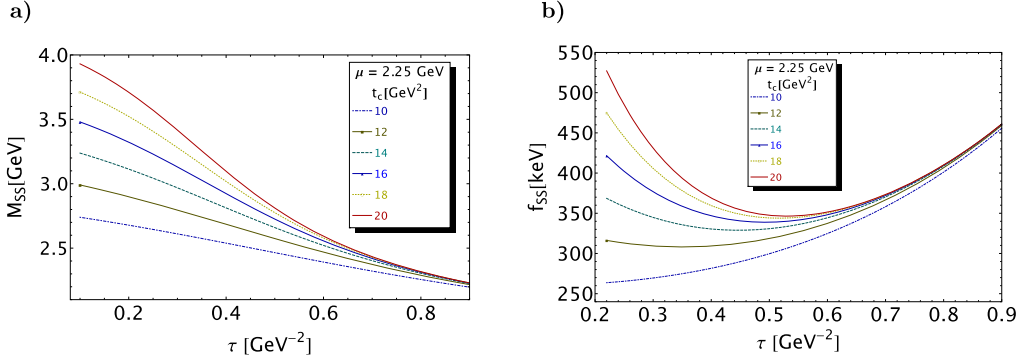 a)
b)
4.0
3.5
3.0
2.5
M_SS[GeV]
μ = 2.25 GeV
t_c[GeV²]
10
12
14
16
18
20
0.2 0.4 0.6 0.8
τ [GeV⁻²]
550
500
450
400
350
300
250
f_SS[keV]
μ = 2.25 GeV
t_c[GeV²]
10
12
14
16
18
20
0.2 0.3 0.4 0.5 0.6 0.7 0.8 0.9
τ [GeV⁻²]